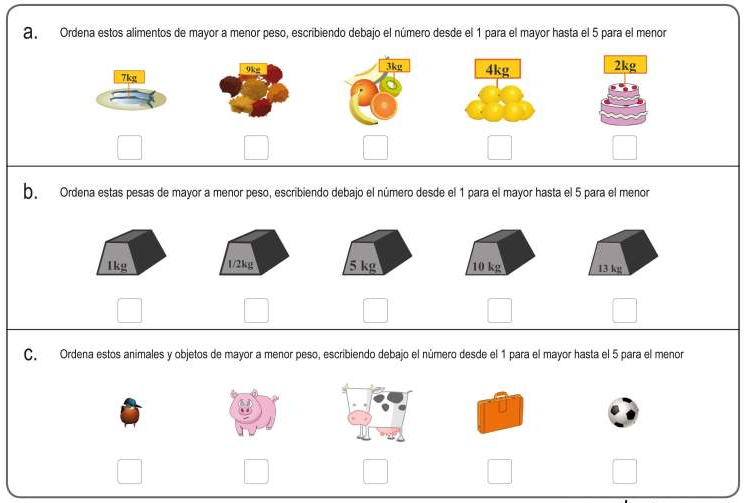 a. Ordena estos alimentos de mayor a menor peso, escribiendo debajo el número desde el 1 para el mayor hasta el 5 para el menor
7kg 9kg 3kg 4kg 2kg
b. Ordena estas pesas de mayor a menor peso, escribiendo debajo el número desde el 1 para el mayor hasta el 5 para el menor
1kg 1/2kg 5 kg 10 kg 13 kg
c. Ordena estos animales y objetos de mayor a menor peso, escribiendo debajo el número desde el 1 para el mayor hasta el 5 para el menor